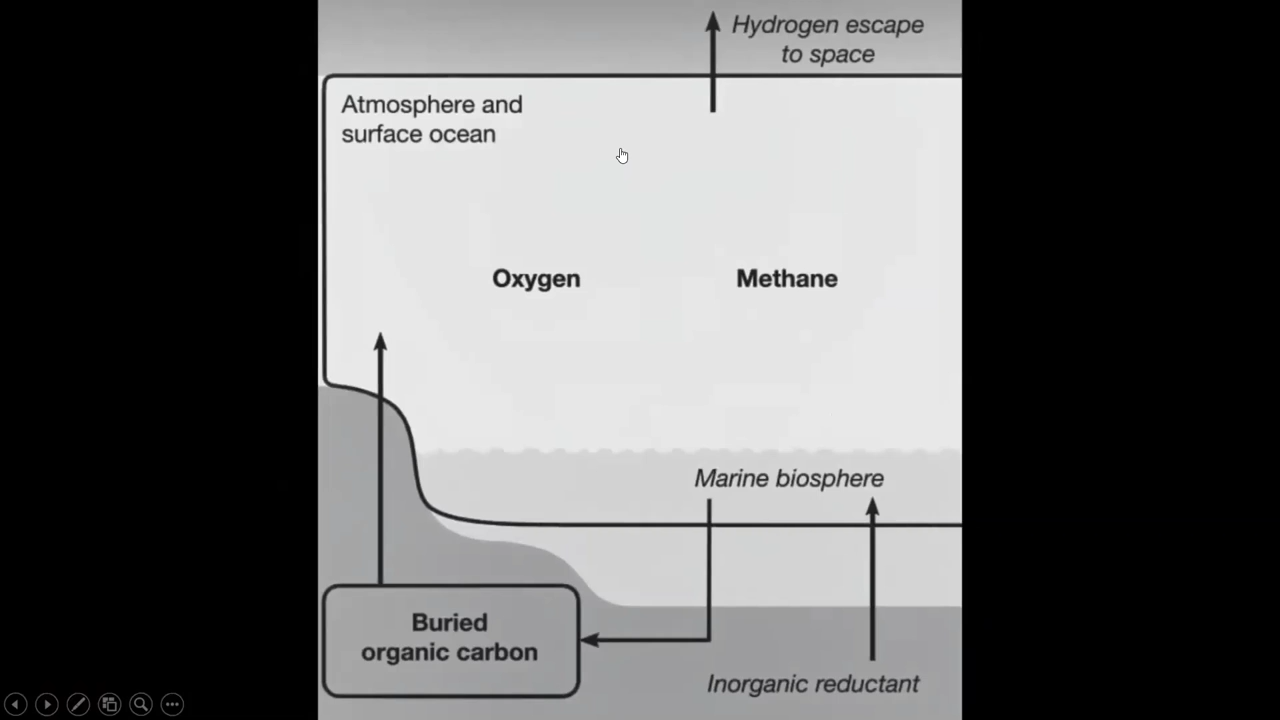 Hydrogen escape
to space
Atmosphere and
surface ocean
Oxygen
Methane
Marine biosphere
Buried
organic carbon
Inorganic reductant